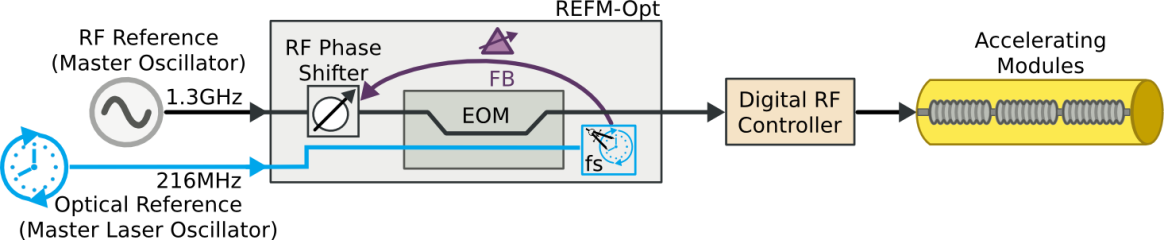 REFM-Opt
RF Reference
(Master Oscillator)
1.3GHz
RF Phase
Shifter
FB
EOM
fs
216MHz
Optical Reference
(Master Laser Oscillator)
Digital RF
Controller
Accelerating
Modules